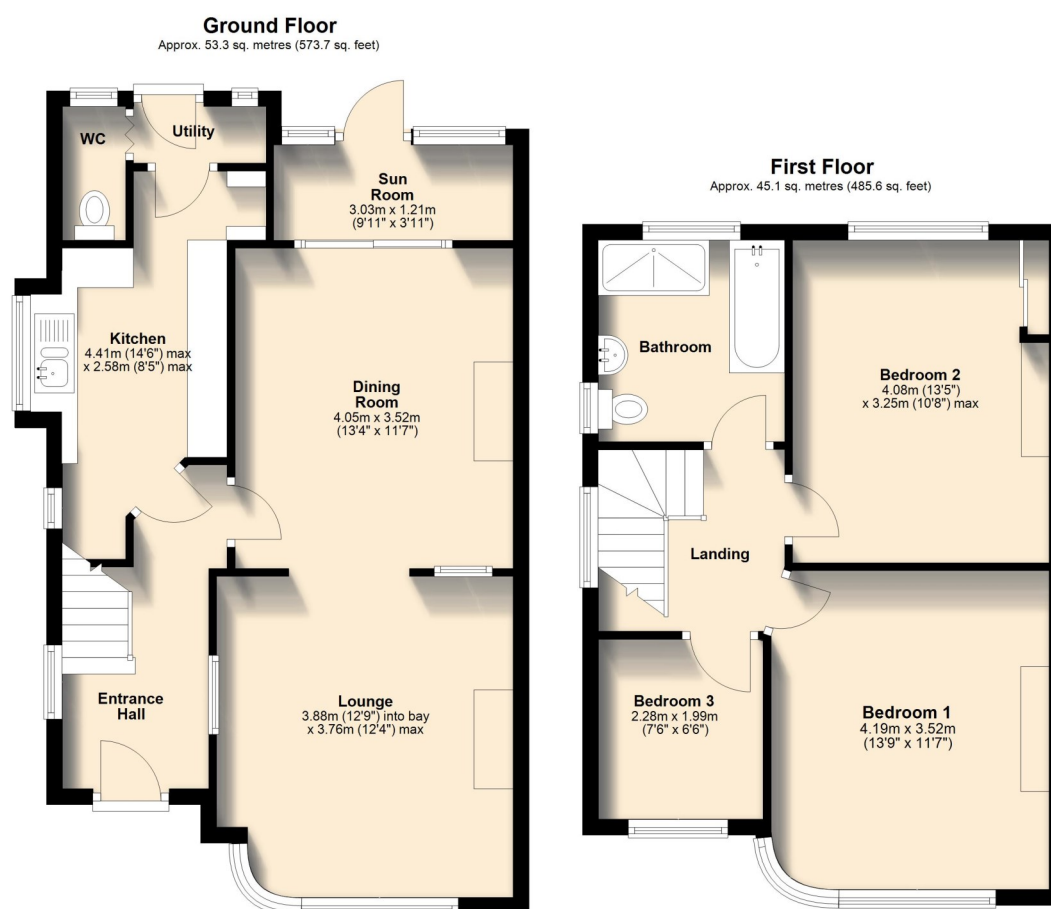 Ground Floor
Approx. 53.3 sq. metres (573.7 sq. feet)
WC
Utility
Sun
Room
3.03m x 1.21m
(9'11" x 3'11")
Kitchen
4.41m (14'6") max
x 2.58m (8'5") max
Dining
Room
4.05m x 3.52m
(13'4" x 11'7")
Entrance
Hall
Lounge
3.88m (12'9") into bay
x 3.76m (12'4") max
First Floor
Approx. 45.1 sq. metres (485.6 sq. feet)
Bathroom
Bedroom 2
4.08m (13'5")
x 3.25m (10'8") max
Landing
Bedroom 3
2.28m x 1.99m
(7'6" x 6'6")
Bedroom 1
4.19m x 3.52m
(13'9" x 11'7")